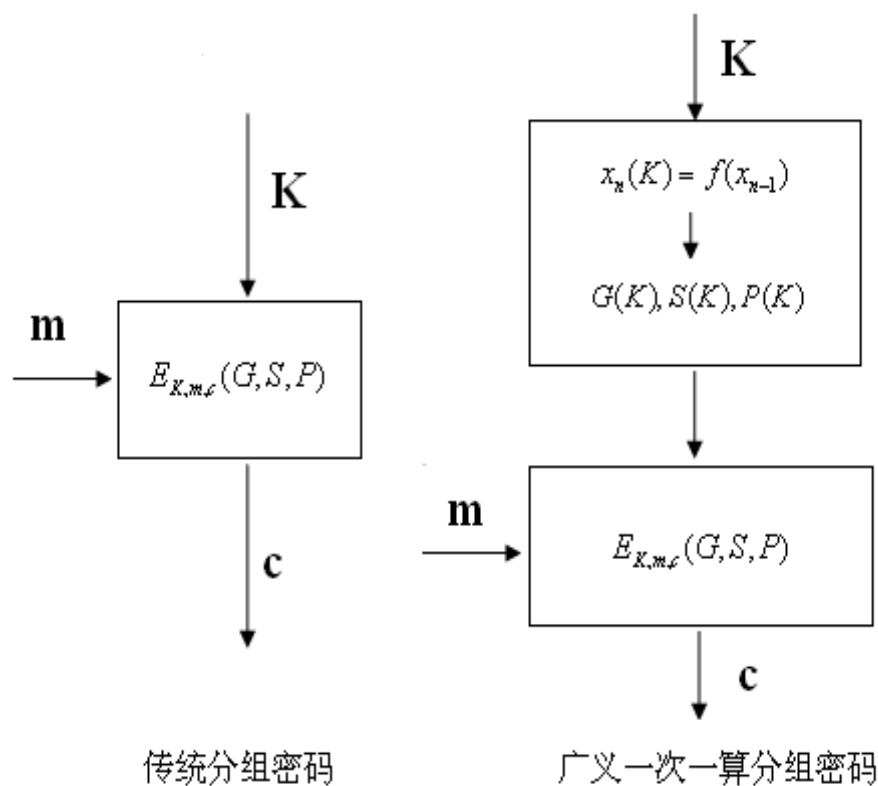 K
m
E_{K,m,c}(G,S,P)
c
传统分组密码
K
x_n(K) = f(x_{n-1})
G(K), S(K), P(K)
m
E_{K,m,c}(G,S,P)
c
广义一次一算分组密码